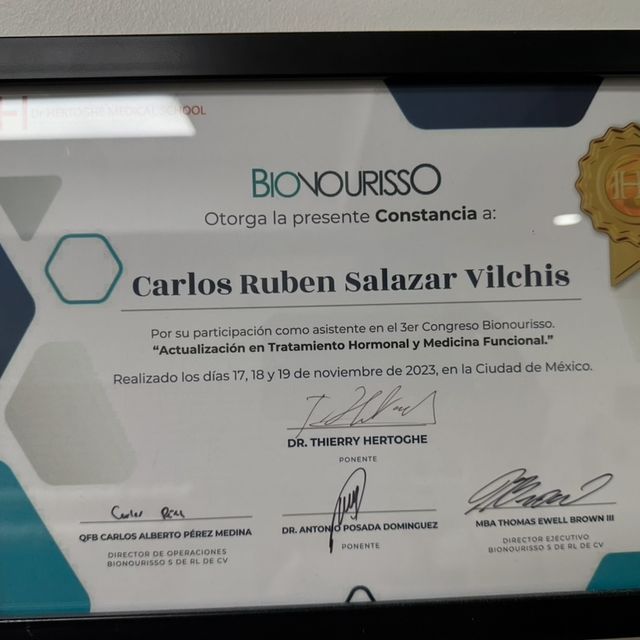 DR HERTOGHE MEDICAL SCHOOL
BIONOURISSO
Otorga la presente Constancia a:
Carlos Ruben Salazar Vilchis
Por su participación como asistente en el 3er Congreso Bionourisso.
“Actualización en Tratamiento Hormonal y Medicina Funcional.”
Realizado los días 17, 18 y 19 de noviembre de 2023, en la Ciudad de México.
DR. THIERRY HERTOGHE
PONENTE
Carlos Pérez
QFB CARLOS ALBERTO PÉREZ MEDINA
DIRECTOR DE OPERACIONES
BIONOURISSO S DE RL DE CV
DR. ANTONIO POSADA DOMINGUEZ
PONENTE
MBA THOMAS EWELL BROWN III
DIRECTOR EJECUTIVO
BIONOURISSO S DE RL DE CV